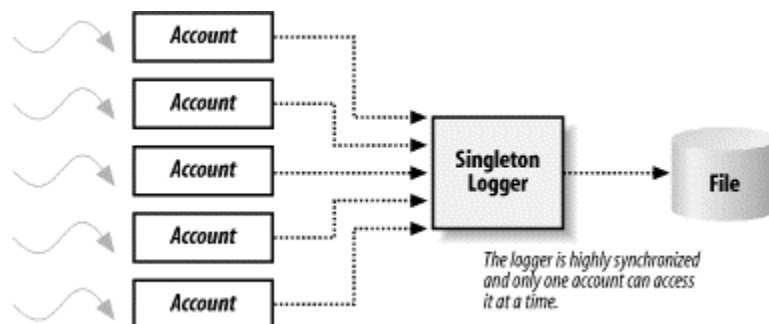 Account
Account
Account
Account
Account
Singleton
Logger
File
The logger is highly synchronized
and only one account can access
it at a time.